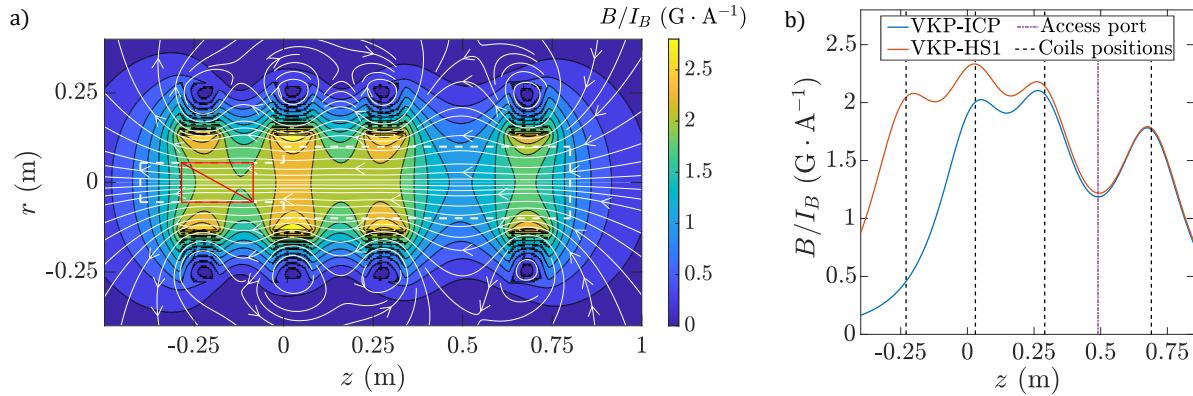 a)
B/I_B (G · A⁻¹)
0.25
0
-0.25
r (m)
-0.25
0
0.25
0.5
0.75
1
z (m)
2.5
2
1.5
1
0.5
0
b)
VKP-ICP
Access port
VKP-HS1
Coils positions
2.5
2
1.5
1
0.5
0
B/I_B (G · A⁻¹)
-0.25
0
0.25
0.5
0.75
z (m)